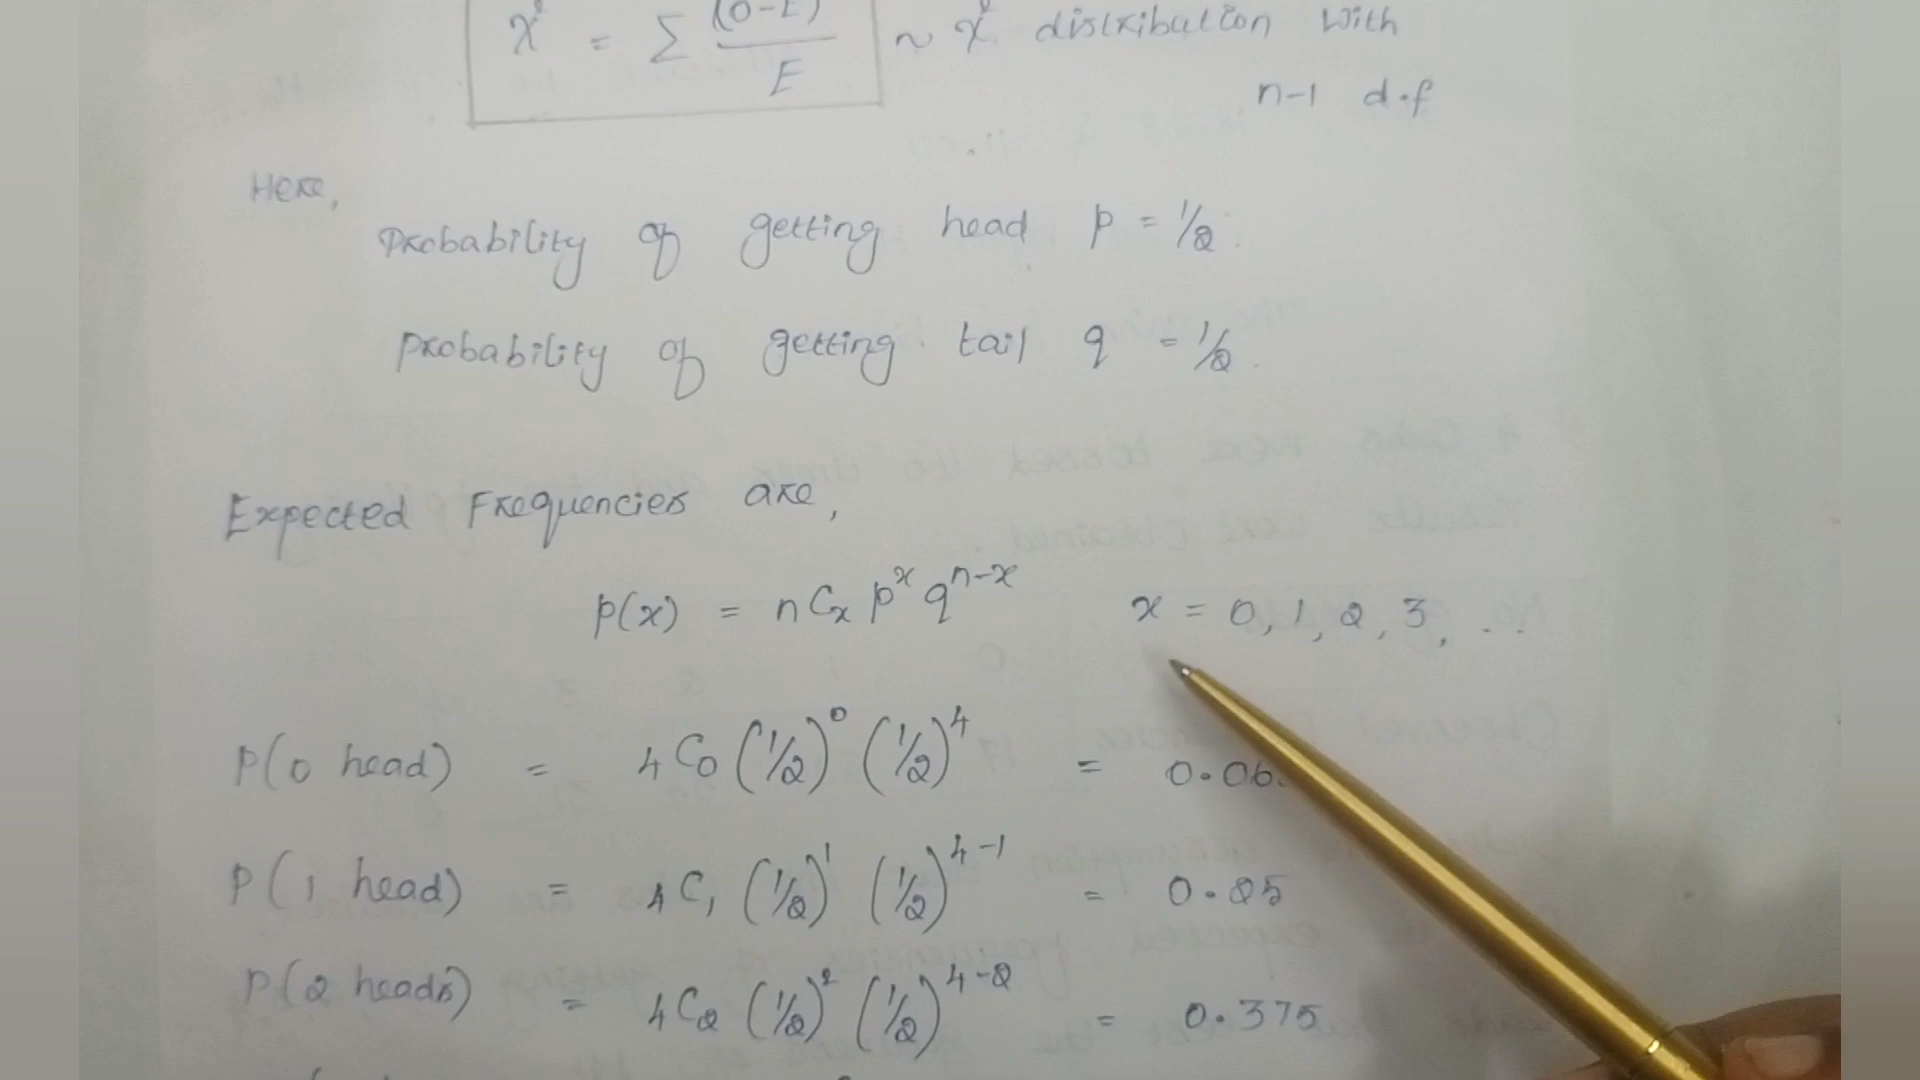 χ² = Σ (O-E)² / E ~ χ² distribution with
n-1 d.f
Here,
Probability of getting head p = 1/2.
Probability of getting tail q = 1/2.
Expected Frequencies are,
p(x) = nCx p^x q^n-x x = 0, 1, 2, 3, ...
P(0 head) = 4C0 (1/2)^0 (1/2)^4 = 0.06
P(1 head) = 4C1 (1/2)^1 (1/2)^4-1 = 0.25
P(2 heads) = 4C2 (1/2)^2 (1/2)^4-2 = 0.375